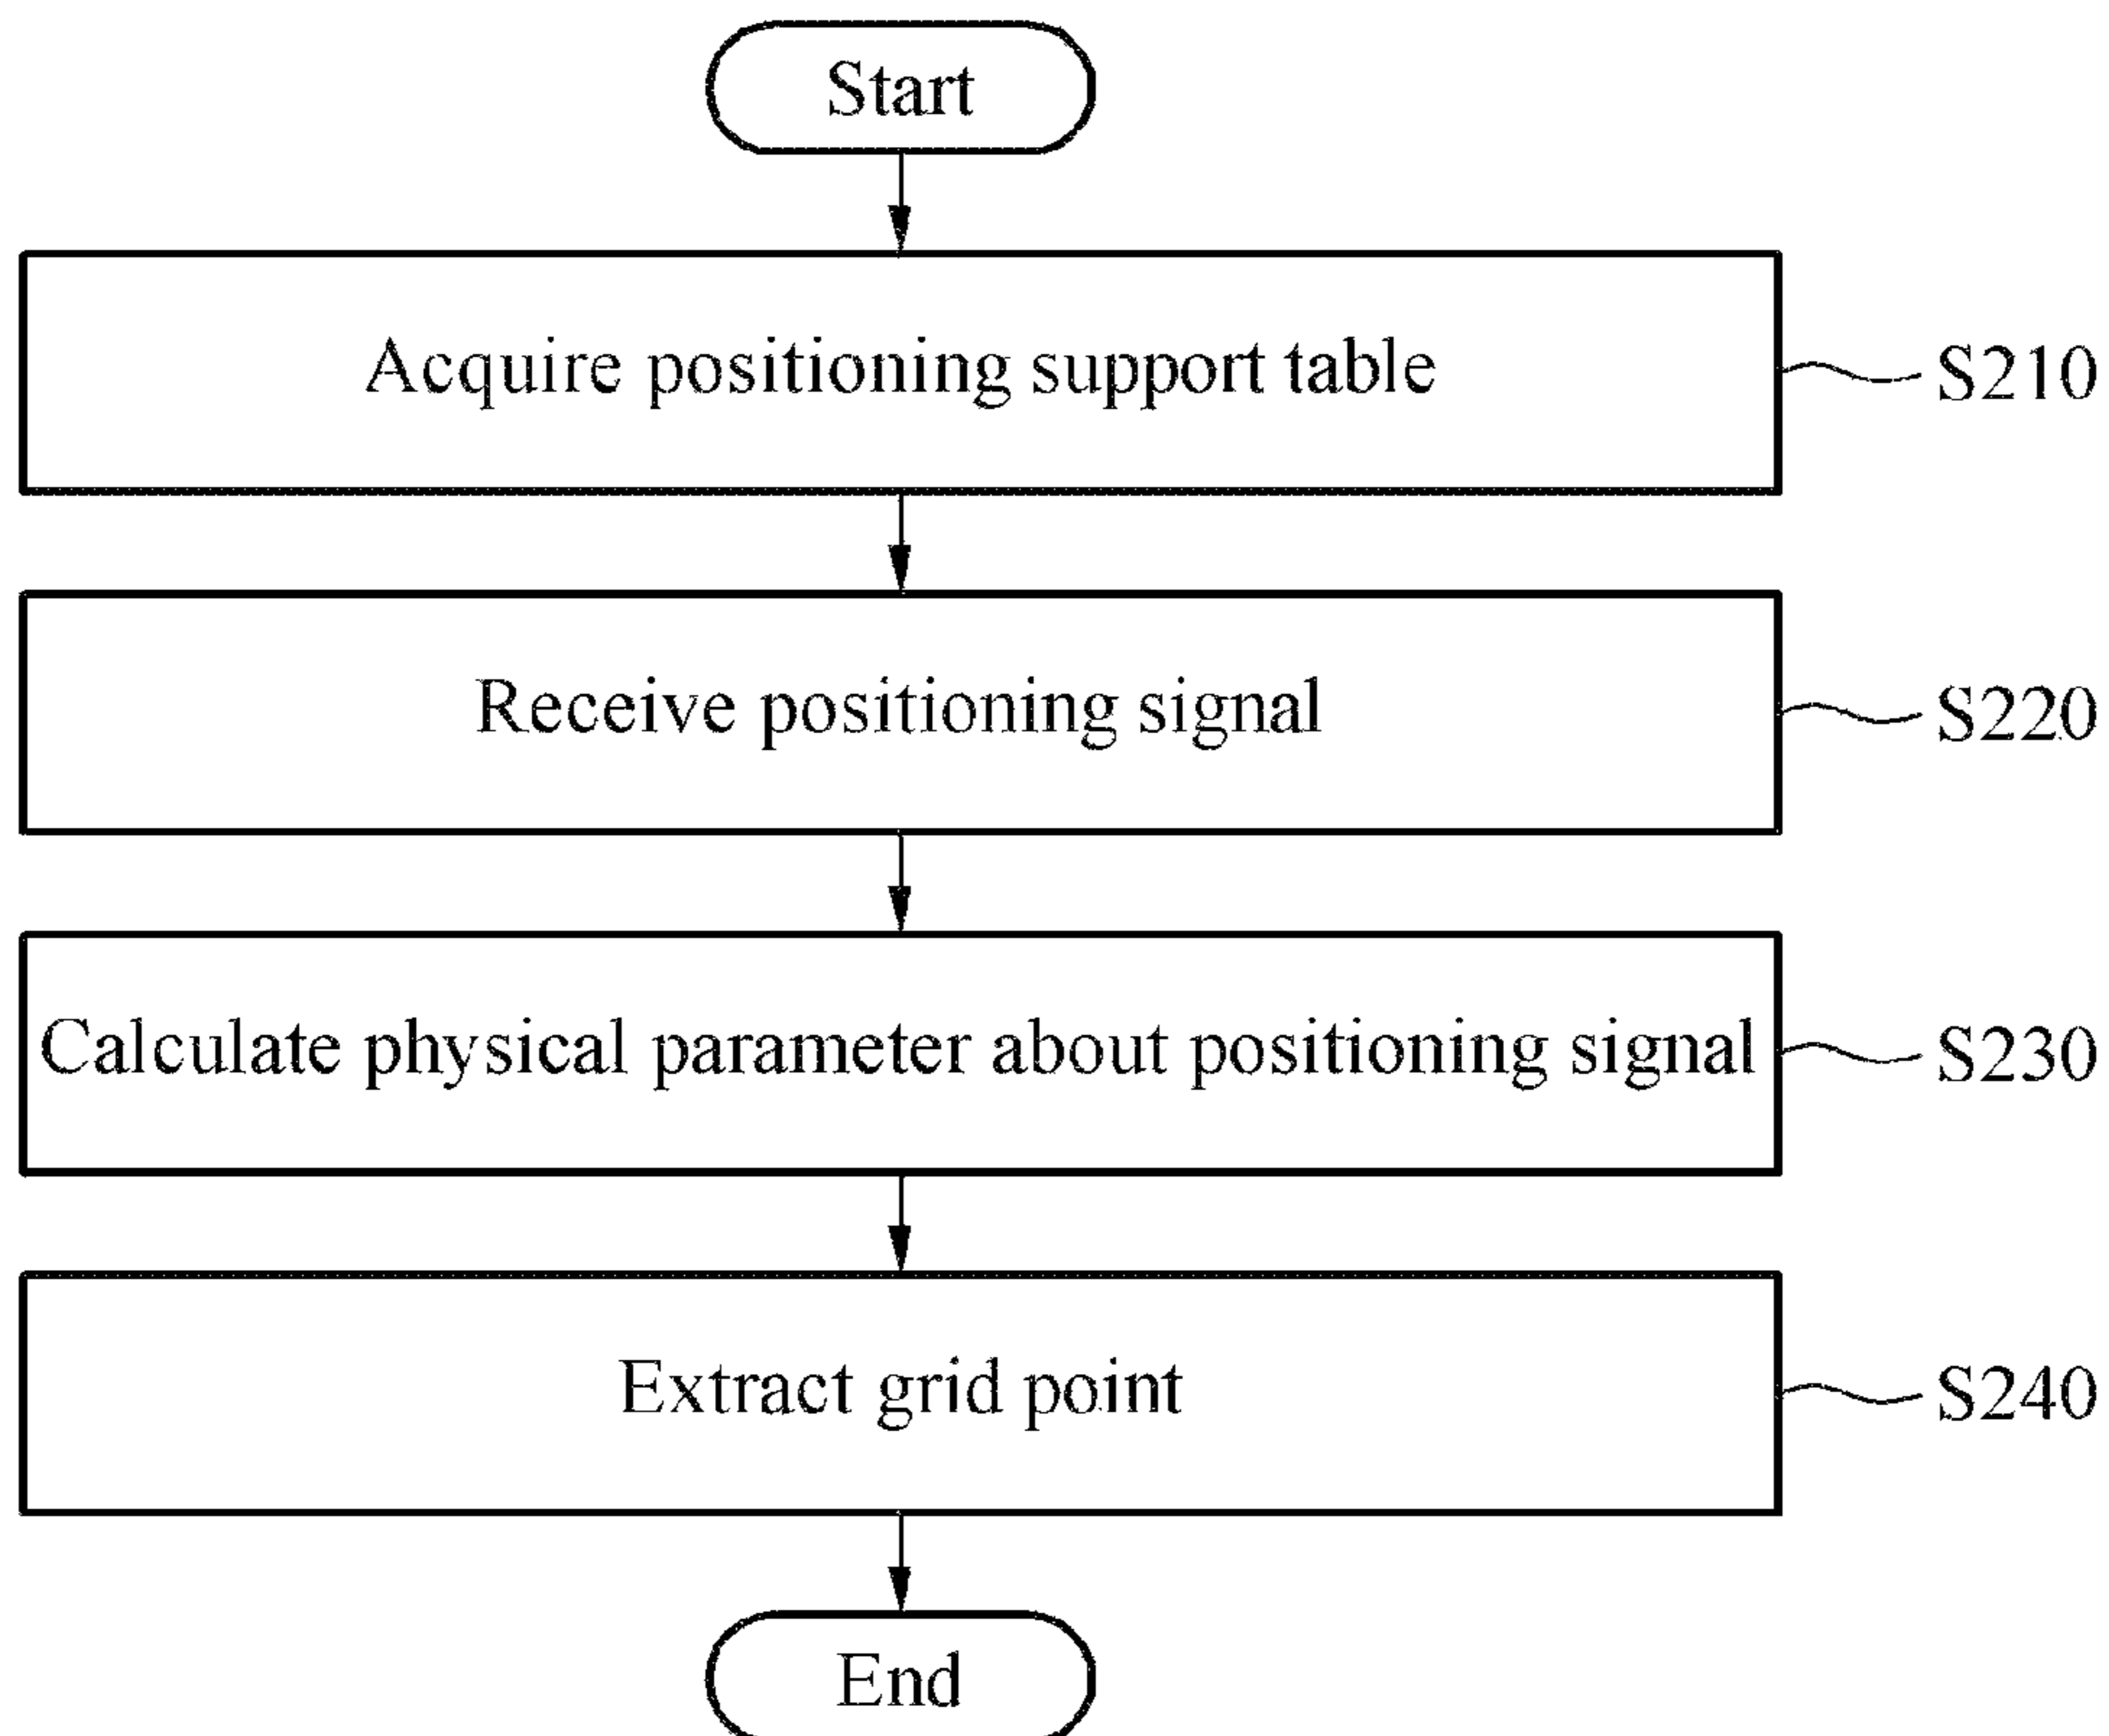 Start
Acquire positioning support table
S210
Receive positioning signal
S220
Calculate physical parameter about positioning signal
S230
Extract grid point
S240
End